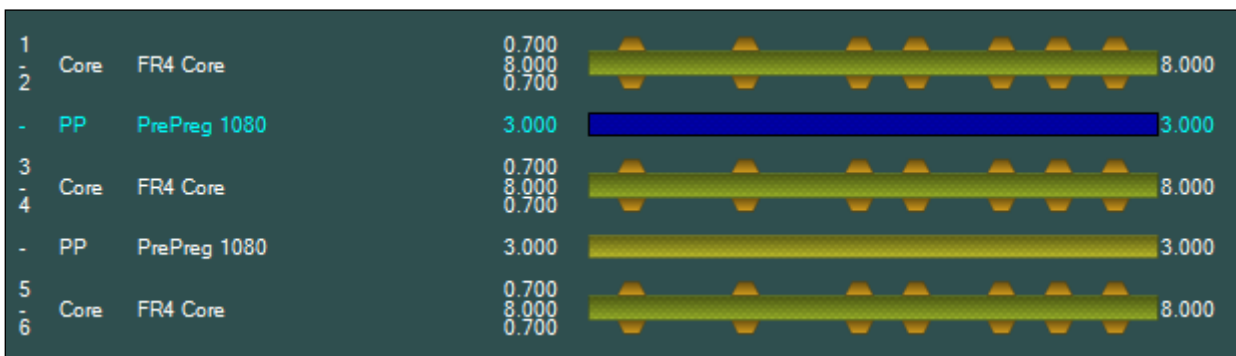 1 0.700
- Core FR4 Core 8.000 8.000
2 0.700
- PP PrePreg 1080 3.000 3.000
3 0.700
- Core FR4 Core 8.000 8.000
4 0.700
- PP PrePreg 1080 3.000 3.000
5 0.700
- Core FR4 Core 8.000 8.000
6 0.700